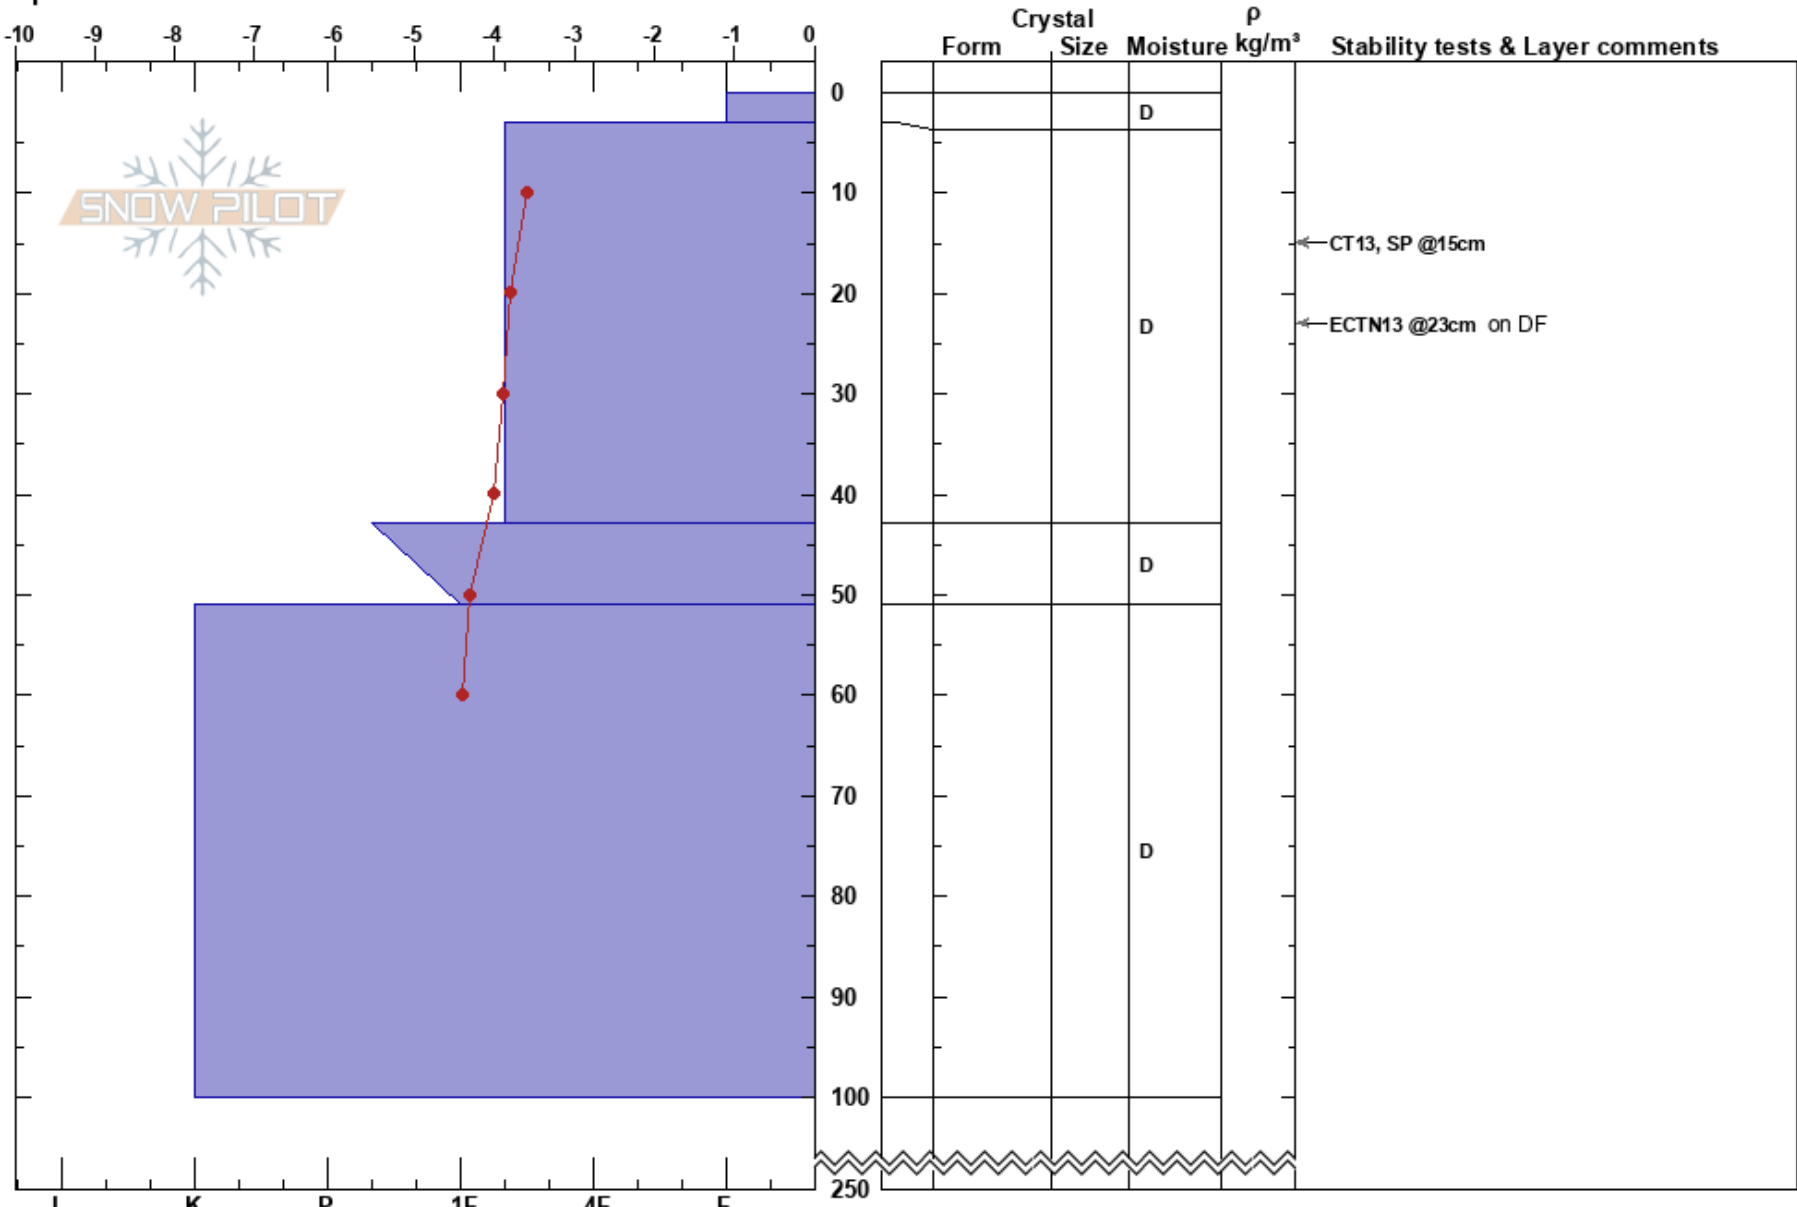 Crystal ρ
-10 -9 -8 -7 -6 -5 -4 -3 -2 -1 0
Form Size Moisture kg/m³ Stability tests & Layer comments
0
D
10
SNOW PILOT
CT13, SP @15cm
20
D
ECTN13 @23cm on DF
30
40
D
50
60
70
D
80
90
100
250
I K P 1F 4F F